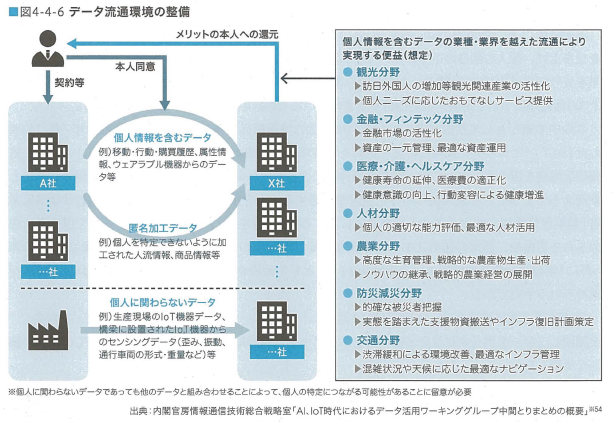 ■図4-4-6 データ流通環境の整備
メリットの本人への還元
本人同意
契約等
個人情報を含むデータ
例）移動・行動・購買履歴、属性情
報、ウェアラブル機器からのデー
タ等
A社
X社
匿名加工データ
例）個人を特定できないように加
工された人流情報、商品情報等
…社
…社
個人に関わらないデータ
例）生産現場のIoT機器データ、
橋梁に設置されたIoT機器から
のセンシングデータ（歪み、振動、
通行車両の形式・重量など）等
…社
個人情報を含むデータの業種・業界を越えた流通により
実現する便益（想定）
● 観光分野
▶訪日外国人の増加等観光関連産業の活性化
▶個人ニーズに応じたおもてなしサービス提供
● 金融・フィンテック分野
▶金融市場の活性化
▶資産の一元管理、最適な資産運用
● 医療・介護・ヘルスケア分野
▶健康寿命の延伸、医療費の適正化
▶健康意識の向上、行動変容による健康増進
● 人材分野
▶個人の適切な能力評価、最適な人材活用
● 農業分野
▶高度な生育管理、戦略的な農産物生産・出荷
▶ノウハウの継承、戦略的農業経営の展開
● 防災減災分野
▶的確な被災者把握
▶実態を踏まえた支援物資搬送やインフラ復旧計画策定
● 交通分野
▶渋滞緩和による環境改善、最適なインフラ管理
▶混雑状況や天候に応じた最適なナビゲーション
※個人に関わらないデータであっても他のデータと組み合わせることによって、個人の特定につながる可能性があることに留意が必要
出典：内閣官房情報通信技術総合戦略室「AI、IoT時代におけるデータ活用ワーキンググループ中間とりまとめの概要」※54